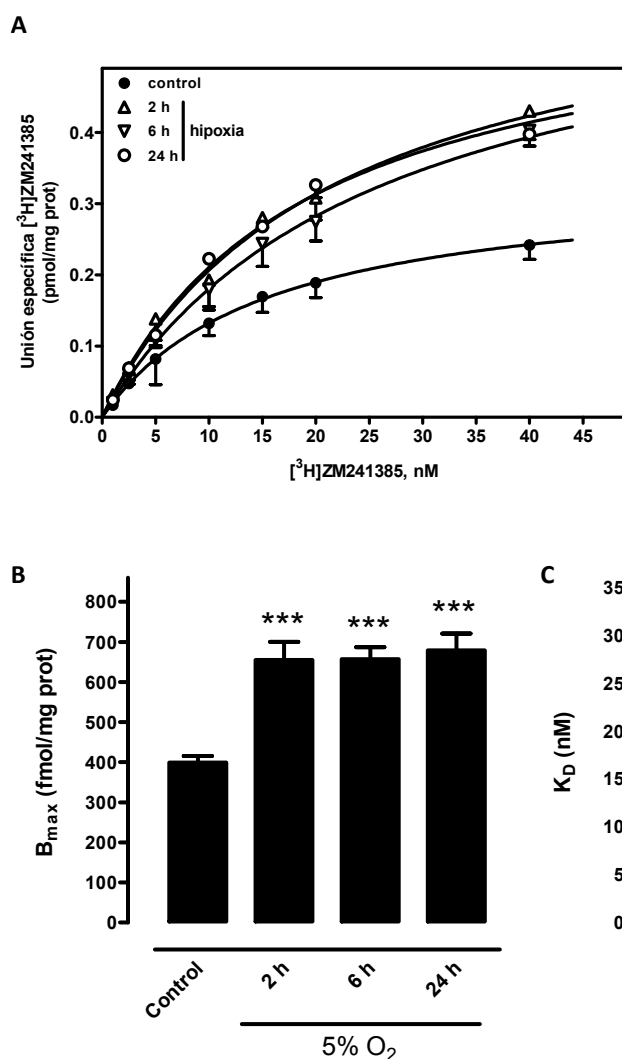 A
control
2 h
6 h
24 h
hipoxia
Unión específica [³H]ZM241385
(pmol/mg prot)
0.4
0.3
0.2
0.1
0.0
0 5 10 15 20 25 30 35 40 45
[³H]ZM241385, nM
B
***
***
***
B_max (fmol/mg prot)
800
700
600
500
400
300
200
100
0
Control
2 h
6 h
24 h
5% O₂
C
K_D (nM)
35
30
25
20
15
10
5
0